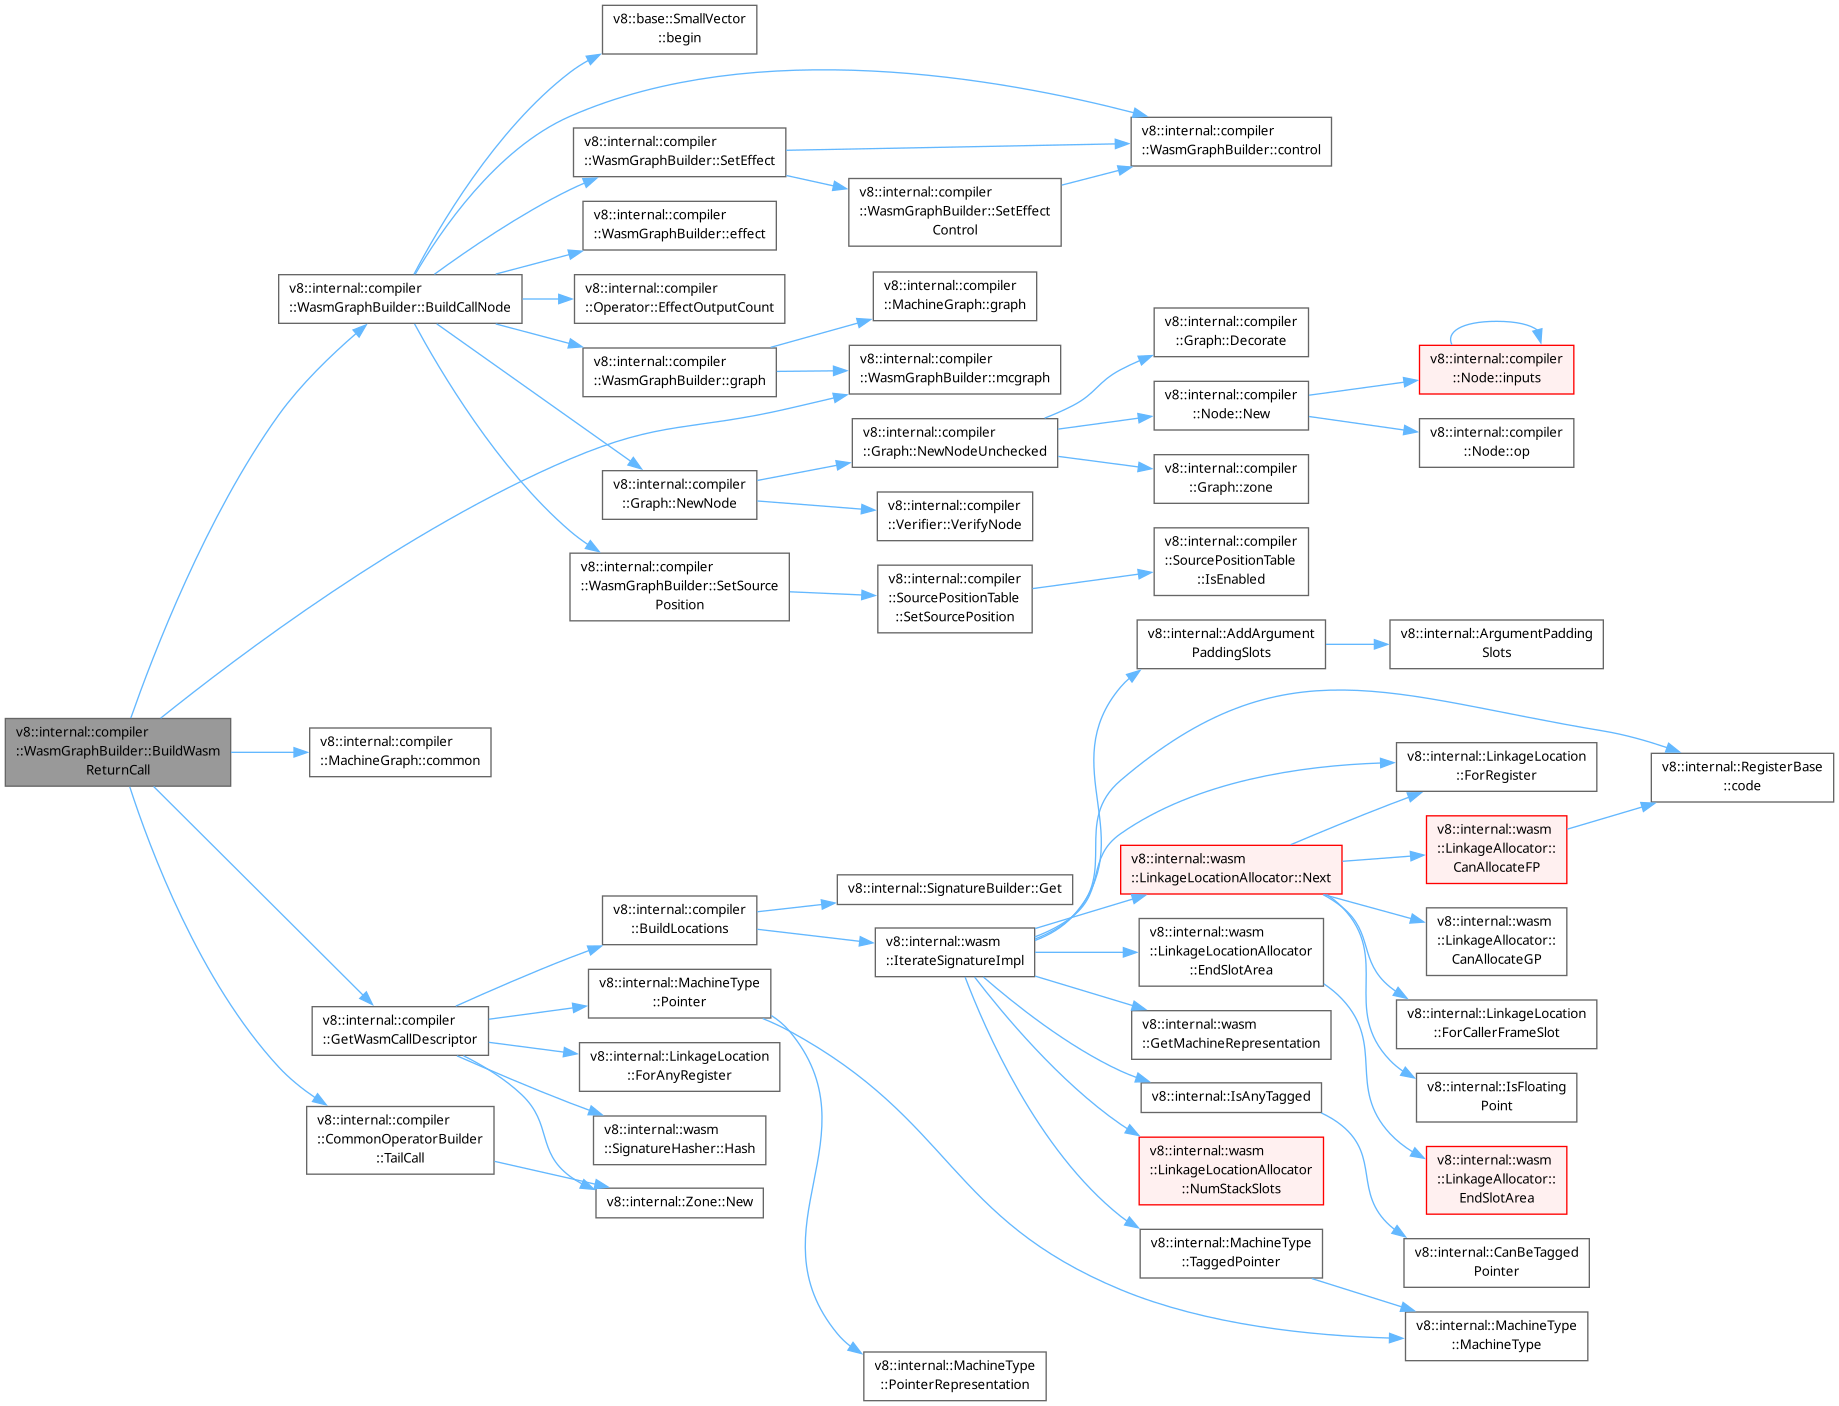 v8::base::SmallVector
::begin
v8::internal::compiler
::WasmGraphBuilder::control
v8::internal::compiler
::WasmGraphBuilder::SetEffect
v8::internal::compiler
::WasmGraphBuilder::SetEffect
Control
v8::internal::compiler
::WasmGraphBuilder::effect
v8::internal::compiler
::WasmGraphBuilder::BuildCallNode
v8::internal::compiler
::Operator::EffectOutputCount
v8::internal::compiler
::MachineGraph::graph
v8::internal::compiler
::WasmGraphBuilder::graph
v8::internal::compiler
::WasmGraphBuilder::mcgraph
v8::internal::compiler
::Graph::Decorate
v8::internal::compiler
::Node::New
v8::internal::compiler
::Node::inputs
v8::internal::compiler
::Node::op
v8::internal::compiler
::Graph::NewNodeUnchecked
v8::internal::compiler
::Graph::zone
v8::internal::compiler
::Graph::NewNode
v8::internal::compiler
::Verifier::VerifyNode
v8::internal::compiler
::WasmGraphBuilder::SetSource
Position
v8::internal::compiler
::SourcePositionTable
::SetSourcePosition
v8::internal::compiler
::SourcePositionTable
::IsEnabled
v8::internal::AddArgument
PaddingSlots
v8::internal::ArgumentPadding
Slots
v8::internal::compiler
::WasmGraphBuilder::BuildWasm
ReturnCall
v8::internal::compiler
::MachineGraph::common
v8::internal::LinkageLocation
::ForRegister
v8::internal::RegisterBase
::code
v8::internal::wasm
::LinkageAllocator::
CanAllocateFP
v8::internal::wasm
::LinkageLocationAllocator::Next
v8::internal::SignatureBuilder::Get
v8::internal::compiler
::BuildLocations
v8::internal::wasm
::IterateSignatureImpl
v8::internal::wasm
::LinkageLocationAllocator
::EndSlotArea
v8::internal::wasm
::LinkageAllocator::
CanAllocateGP
v8::internal::MachineType
::Pointer
v8::internal::compiler
::GetWasmCallDescriptor
v8::internal::wasm
::GetMachineRepresentation
v8::internal::LinkageLocation
::ForCallerFrameSlot
v8::internal::LinkageLocation
::ForAnyRegister
v8::internal::IsAnyTagged
v8::internal::IsFloating
Point
v8::internal::compiler
::CommonOperatorBuilder
::TailCall
v8::internal::wasm
::SignatureHasher::Hash
v8::internal::Zone::New
v8::internal::wasm
::LinkageLocationAllocator
::NumStackSlots
v8::internal::wasm
::LinkageAllocator::
EndSlotArea
v8::internal::MachineType
::TaggedPointer
v8::internal::CanBeTagged
Pointer
v8::internal::MachineType
::MachineType
v8::internal::MachineType
::PointerRepresentation